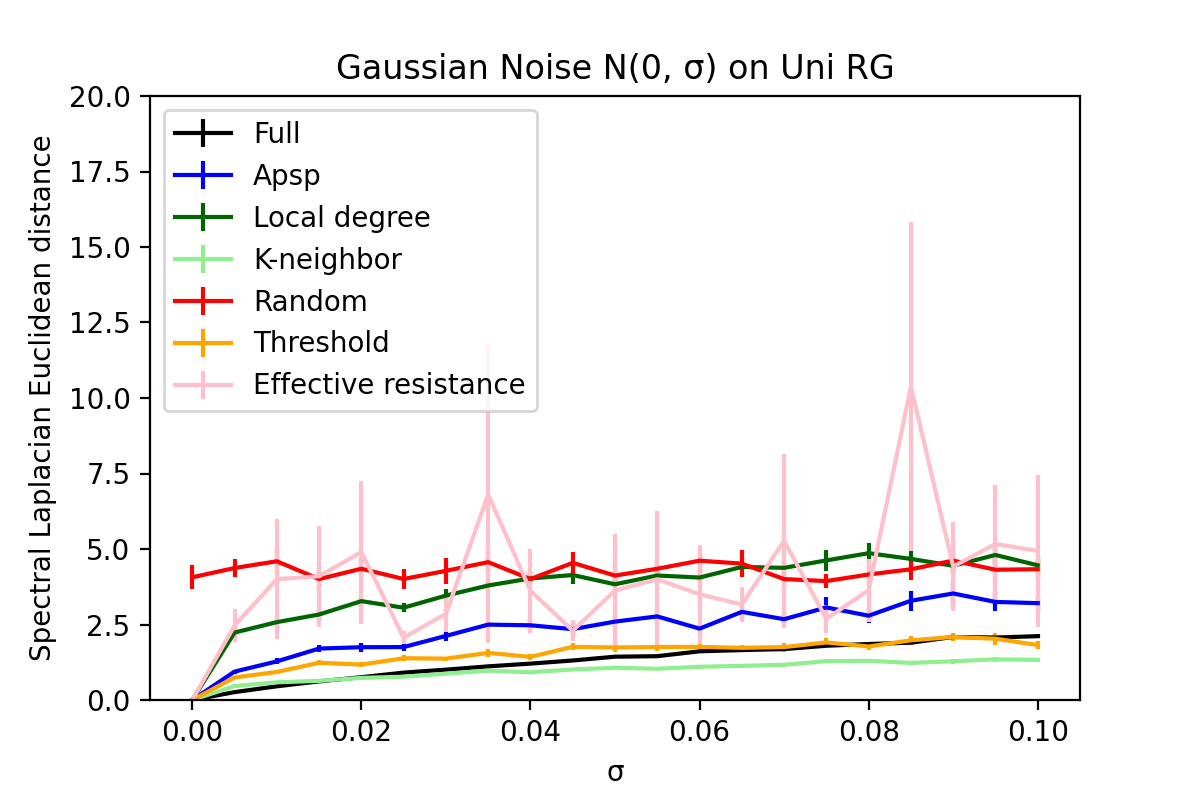 Gaussian Noise N(0, σ) on Uni RG
Spectral Laplacian Euclidean distance
20.0
17.5
15.0
12.5
10.0
7.5
5.0
2.5
0.0
Full
Apsp
Local degree
K-neighbor
Random
Threshold
Effective resistance
0.00
0.02
0.04
0.06
0.08
0.10
σ